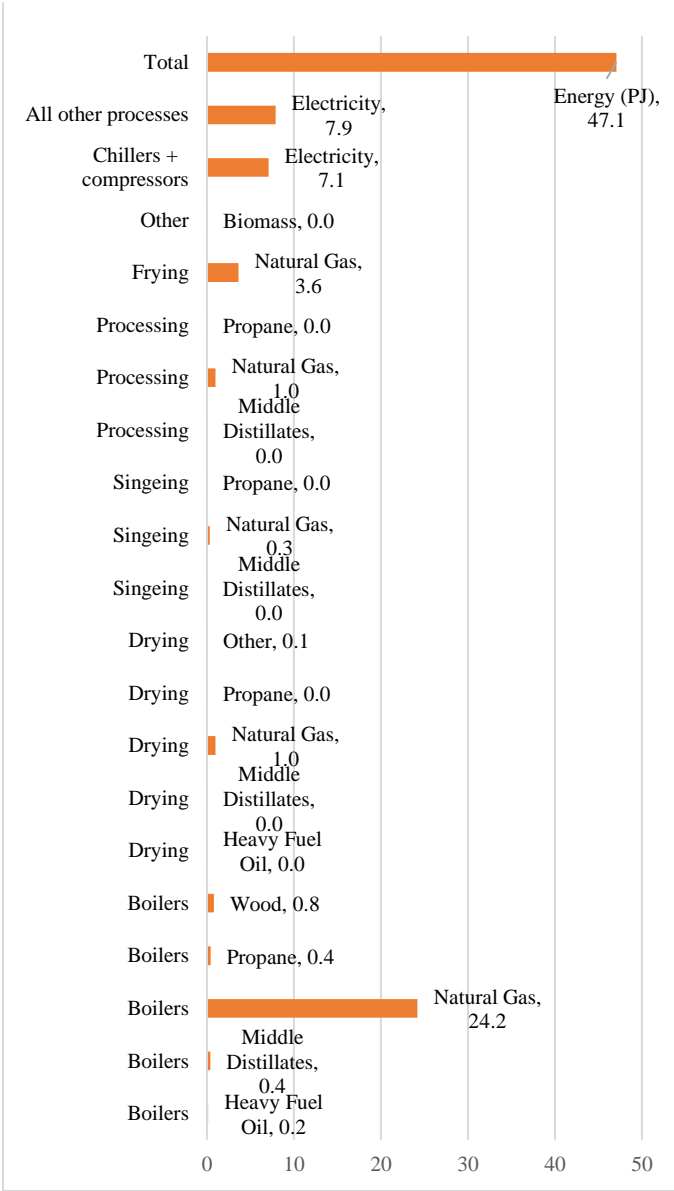 Total
Energy (PJ),
47.1
All other processes
Electricity,
7.9
Chillers +
compressors
Electricity,
7.1
Other
Biomass, 0.0
Frying
Natural Gas,
3.6
Processing
Propane, 0.0
Processing
Natural Gas,
1.0
Processing
Middle
Distillates,
0.0
Singeing
Propane, 0.0
Singeing
Natural Gas,
0.3
Singeing
Middle
Distillates,
0.0
Drying
Other, 0.1
Drying
Propane, 0.0
Drying
Natural Gas,
1.0
Drying
Middle
Distillates,
0.0
Drying
Heavy Fuel
Oil, 0.0
Boilers
Wood, 0.8
Boilers
Propane, 0.4
Boilers
Natural Gas,
24.2
Boilers
Middle
Distillates,
0.4
Boilers
Heavy Fuel
Oil, 0.2
0 10 20 30 40 50